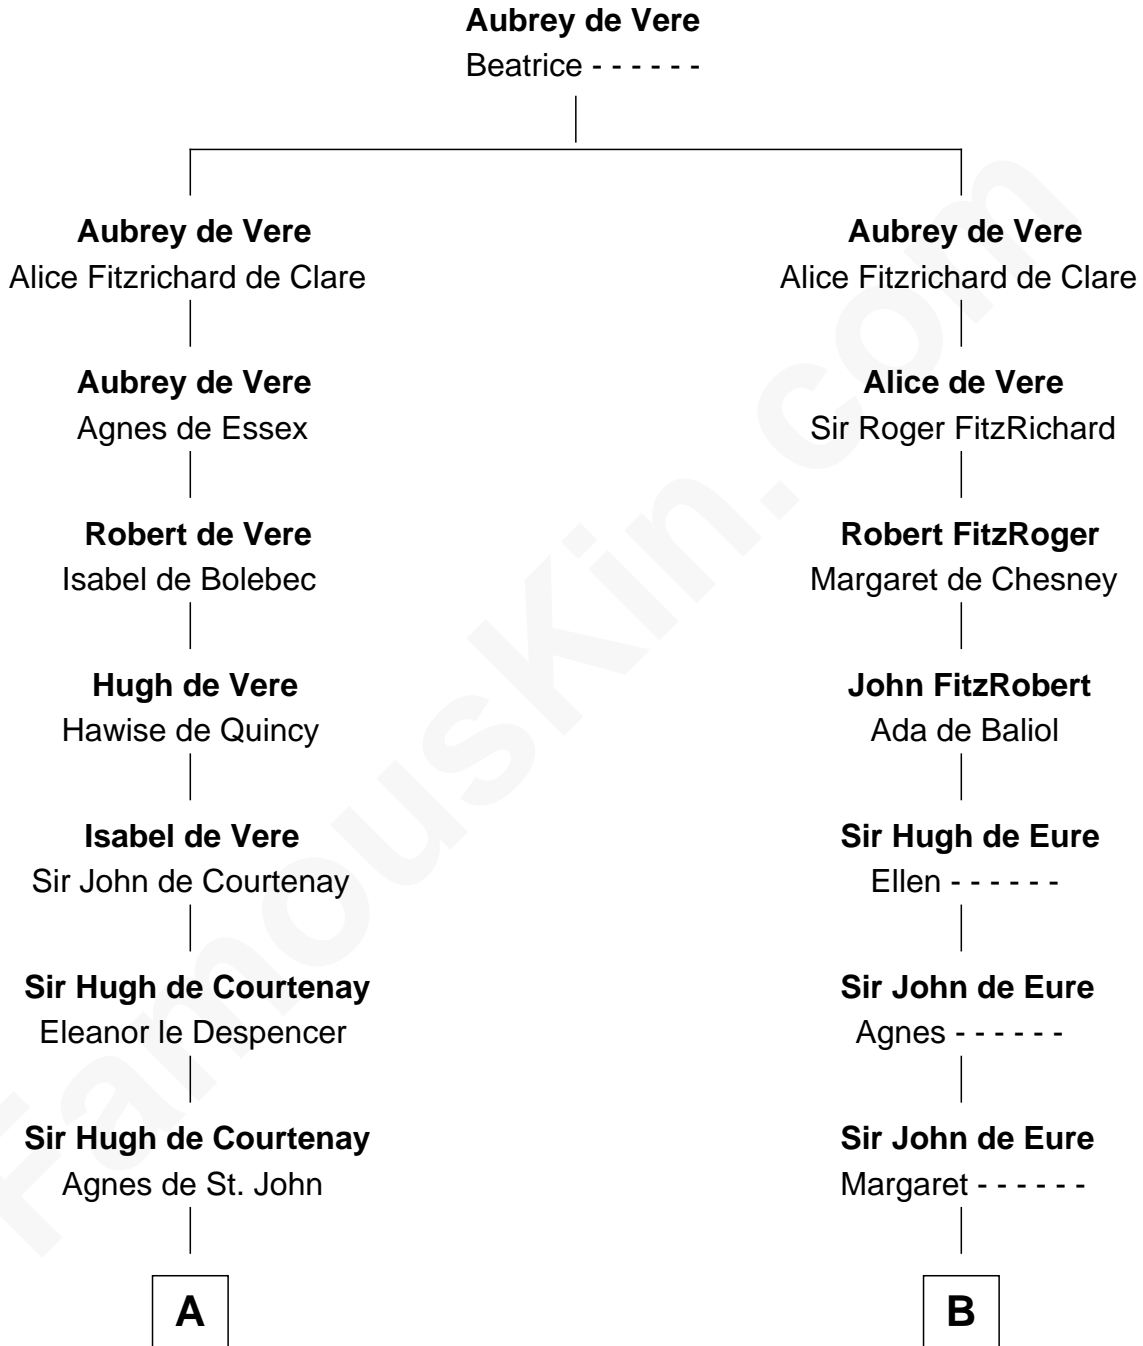 Aubrey de Vere
Beatrice - - - - - -
Aubrey de Vere
Alice Fitzrichard de Clare
Aubrey de Vere
Agnes de Essex
Robert de Vere
Isabel de Bolebec
Hugh de Vere
Hawise de Quincy
Isabel de Vere
Sir John de Courtenay
Sir Hugh de Courtenay
Eleanor le Despencer
Sir Hugh de Courtenay
Agnes de St. John
A
Aubrey de Vere
Alice Fitzrichard de Clare
Alice de Vere
Sir Roger FitzRichard
Robert FitzRoger
Margaret de Chesney
John FitzRobert
Ada de Baliol
Sir Hugh de Eure
Ellen - - - - - -
Sir John de Eure
Agnes - - - - - -
Sir John de Eure
Margaret - - - - - -
B
FamousKin.com